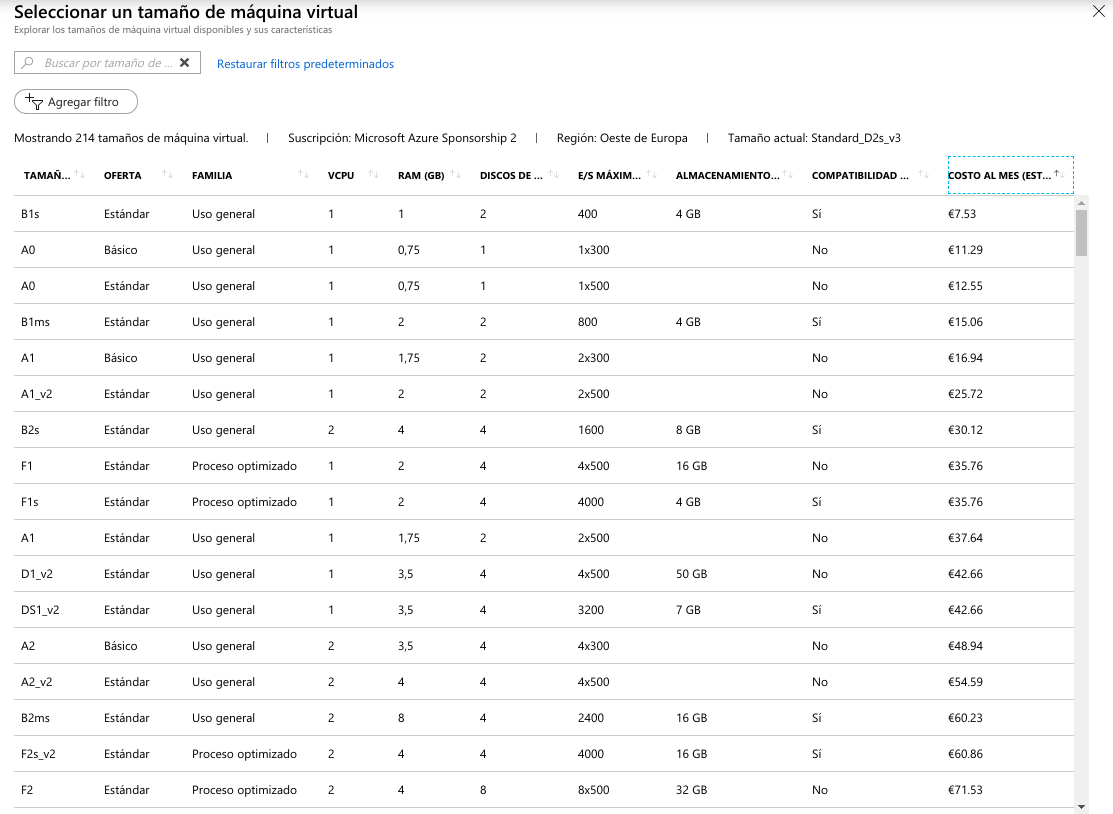 Seleccionar un tamaño de máquina virtual
Explorar los tamaños de máquina virtual disponibles y sus características
Buscar por tamaño de ... Restaurar filtros predeterminados
Agregar filtro
Mostrando 214 tamaños de máquina virtual. | Suscripción: Microsoft Azure Sponsorship 2 | Región: Oeste de Europa | Tamaño actual: Standard_D2s_v3
TAMAÑ... OFERTA FAMILIA VCPU RAM (GB) DISCOS DE ... E/S MÁXIM... ALMACENAMIENTO... COMPATIBILIDAD ... COSTO AL MES (EST...
B1s Estándar Uso general 1 1 2 400 4 GB Sí €7.53
A0 Básico Uso general 1 0,75 1 1x300 No €11.29
A0 Estándar Uso general 1 0,75 1 1x500 No €12.55
B1ms Estándar Uso general 1 2 2 800 4 GB Sí €15.06
A1 Básico Uso general 1 1,75 2 2x300 No €16.94
A1_v2 Estándar Uso general 1 2 2 2x500 No €25.72
B2s Estándar Uso general 2 4 4 1600 8 GB Sí €30.12
F1 Estándar Proceso optimizado 1 2 4 4x500 16 GB No €35.76
F1s Estándar Proceso optimizado 1 2 4 4000 4 GB Sí €35.76
A1 Estándar Uso general 1 1,75 2 2x500 No €37.64
D1_v2 Estándar Uso general 1 3,5 4 4x500 50 GB No €42.66
DS1_v2 Estándar Uso general 1 3,5 4 3200 7 GB Sí €42.66
A2 Básico Uso general 2 3,5 4 4x300 No €48.94
A2_v2 Estándar Uso general 2 4 4 4x500 No €54.59
B2ms Estándar Uso general 2 8 4 2400 16 GB Sí €60.23
F2s_v2 Estándar Proceso optimizado 2 4 4 4000 16 GB Sí €60.86
F2 Estándar Proceso optimizado 2 4 8 8x500 32 GB No €71.53